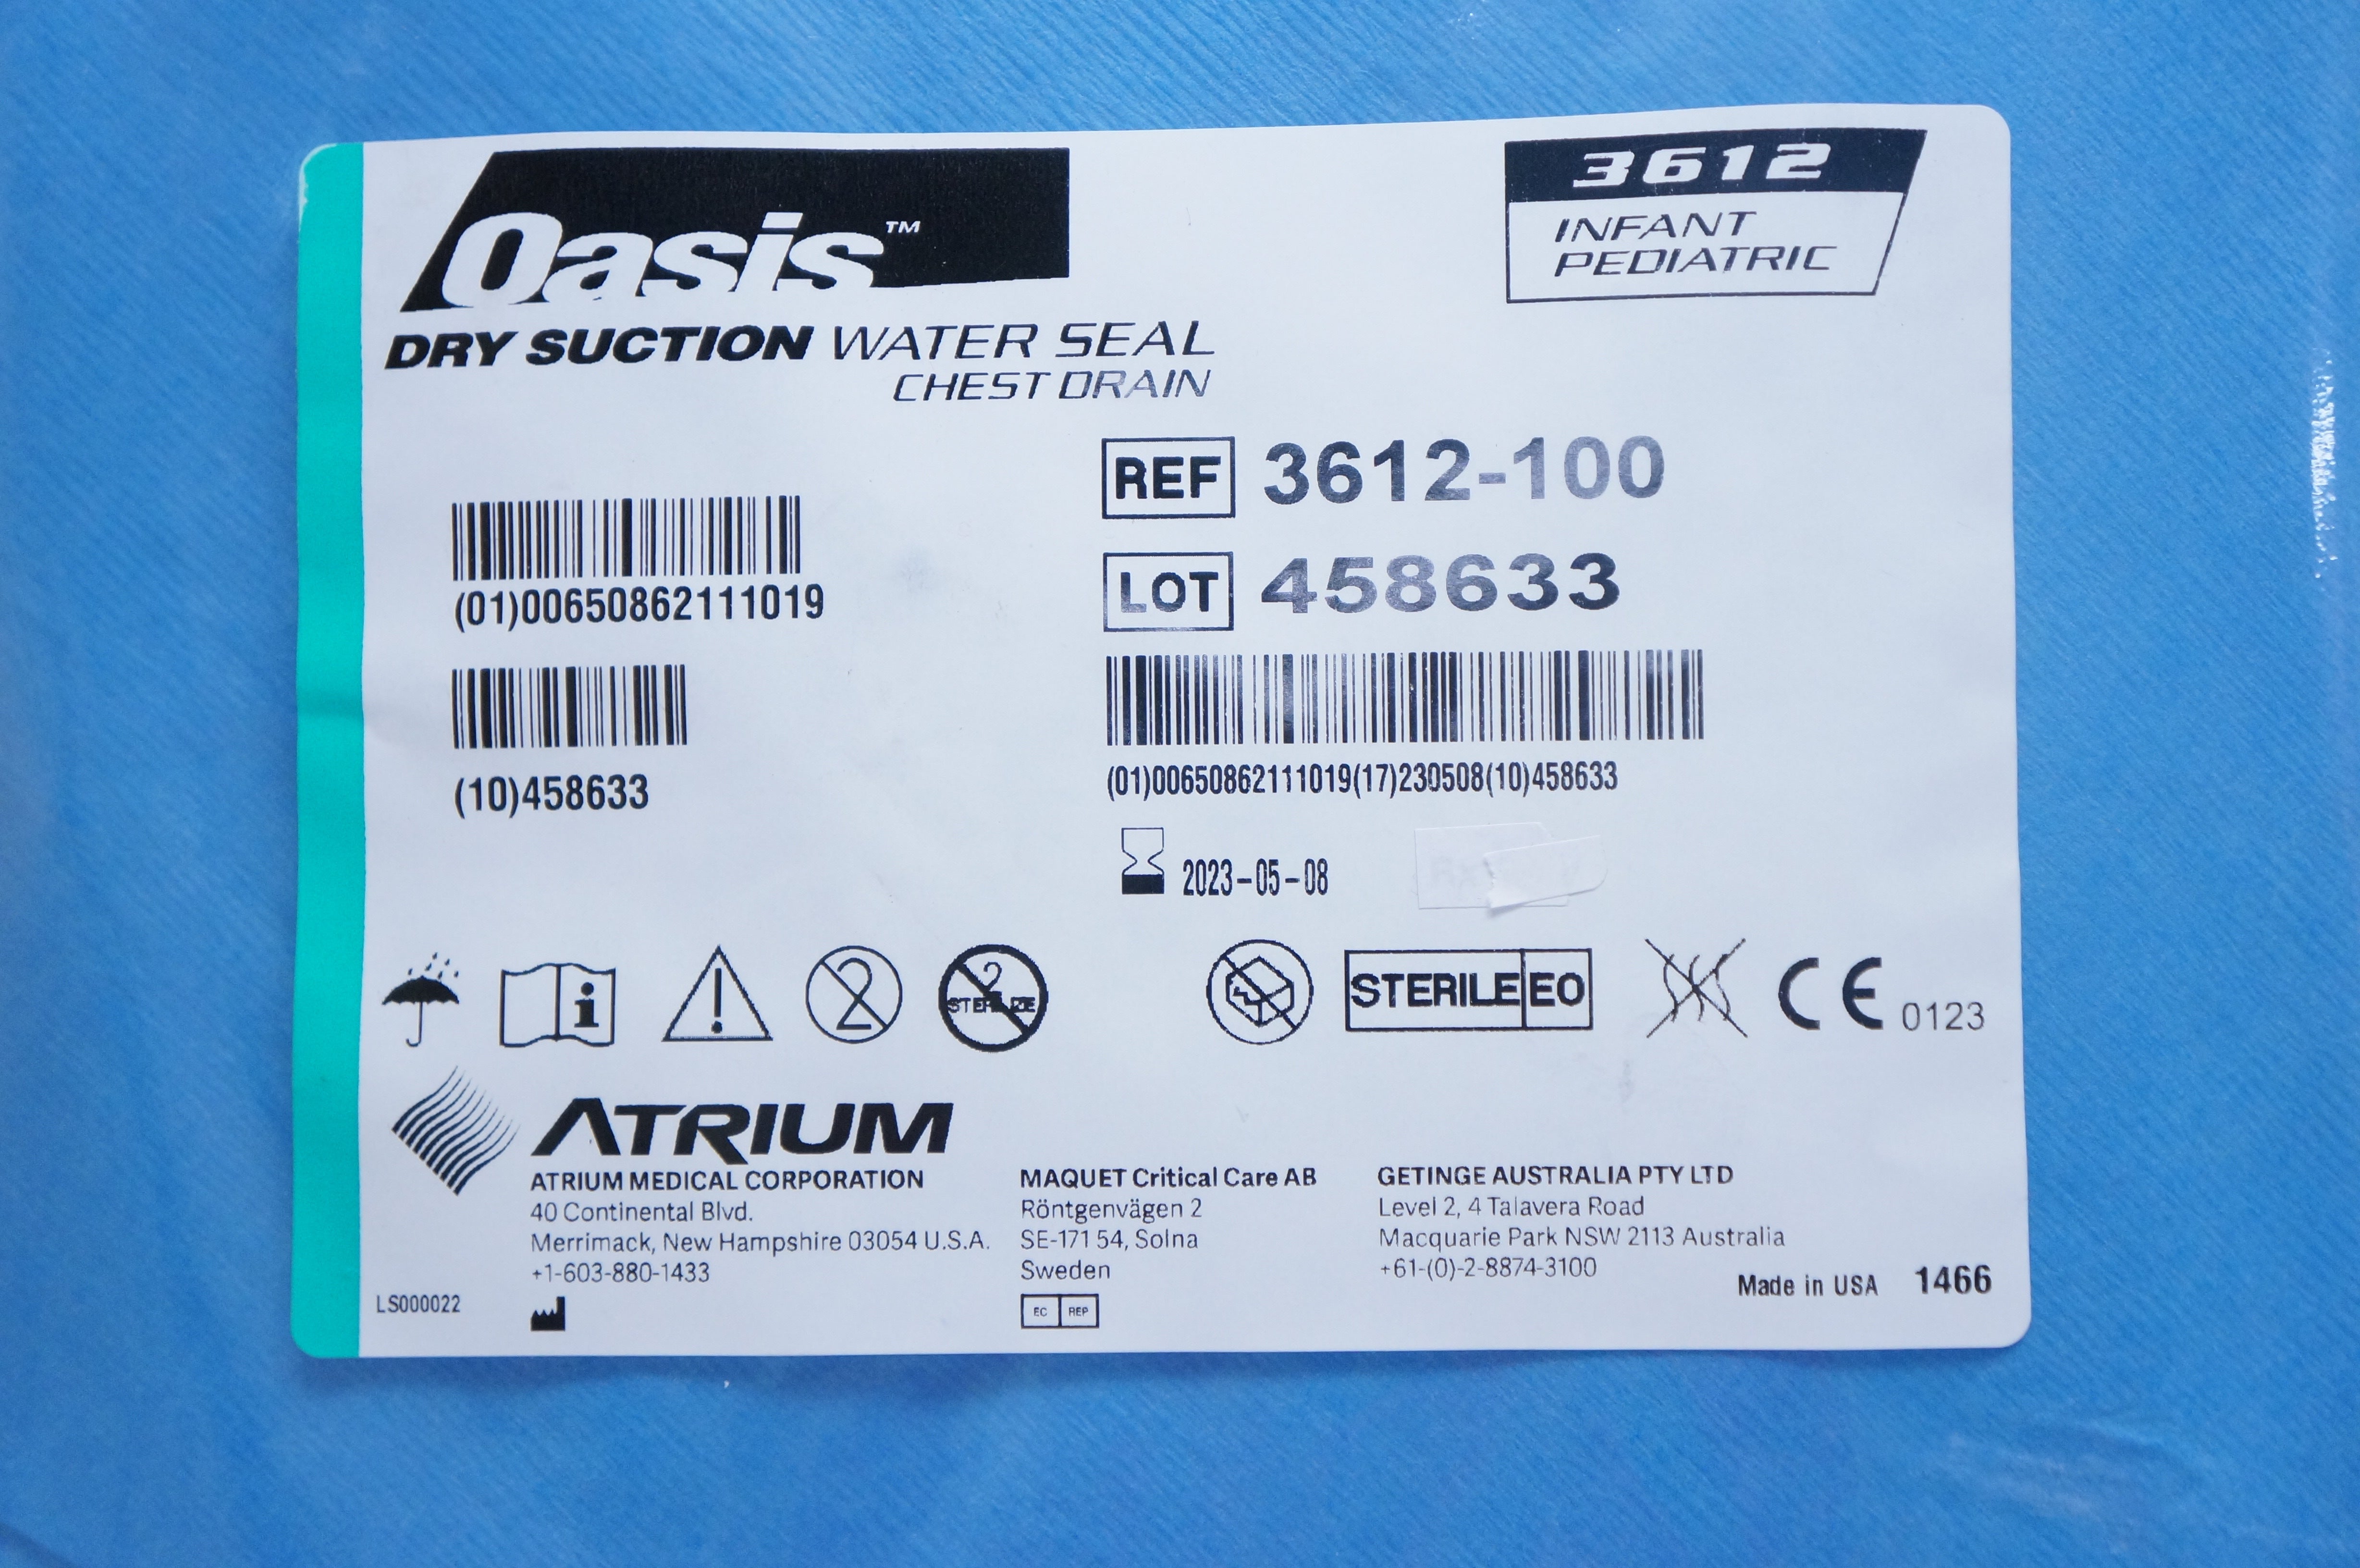 Oasis™
DRY SUCTION WATER SEAL
CHEST DRAIN
3612
INFANT
PEDIATRIC
REF 3612-100
LOT 458633
(01)00650862111019
(10)458633
(01)00650862111019(17)230508(10)458633
2023-05-08
2
2
STERILIZE
STERILE EO
CE 0123
ATRIUM
ATRIUM MEDICAL CORPORATION
40 Continental Blvd.
Merrimack, New Hampshire 03054 U.S.A.
+1-603-880-1433
MAQUET Critical Care AB
Röntgenvägen 2
SE-171 54, Solna
Sweden
EC REP
GETINGE AUSTRALIA PTY LTD
Level 2, 4 Talavera Road
Macquarie Park NSW 2113 Australia
+61-(0)-2-8874-3100
LS000022
Made in USA 1466